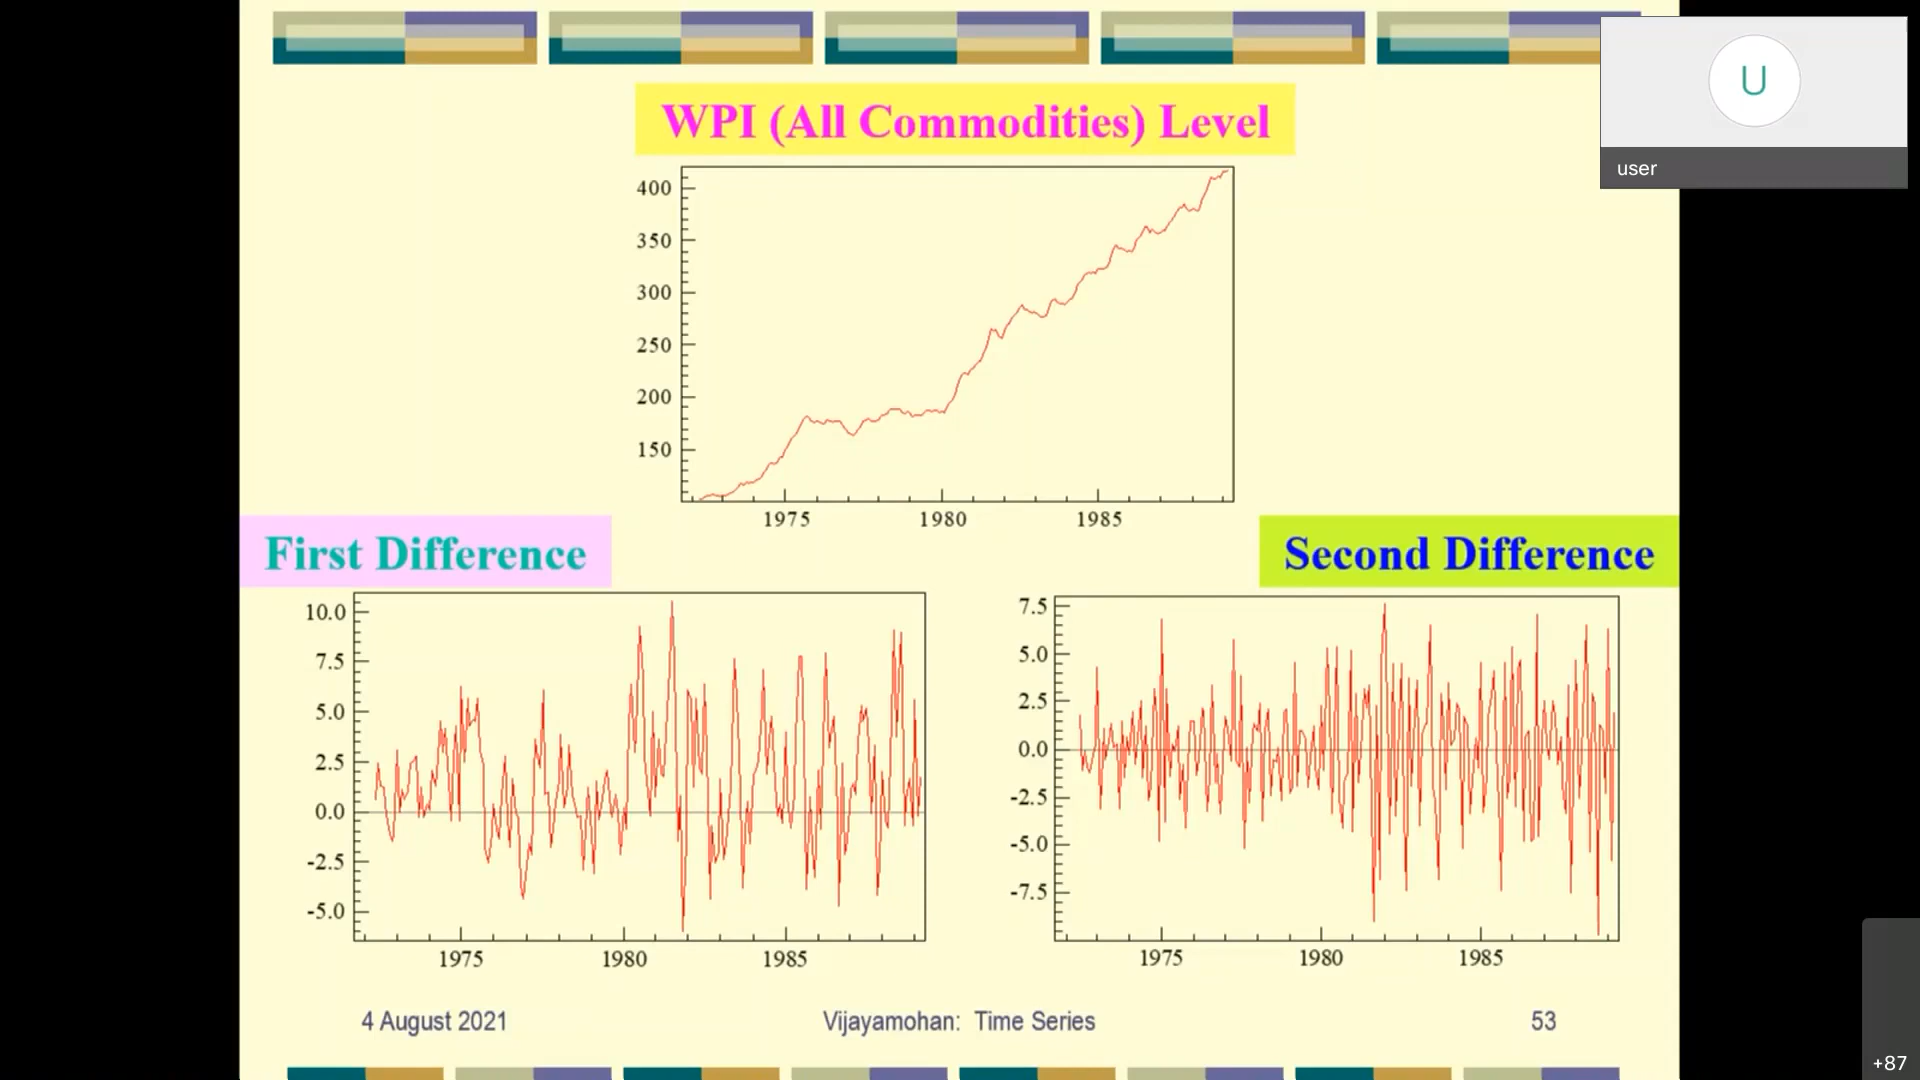 WPI (All Commodities) Level
U
user
400
350
300
250
200
150
1975 1980 1985
First Difference
Second Difference
10.0
7.5
5.0
2.5
0.0
-2.5
-5.0
1975 1980 1985
7.5
5.0
2.5
0.0
-2.5
-5.0
-7.5
1975 1980 1985
4 August 2021 Vijayamohan: Time Series 53
+87